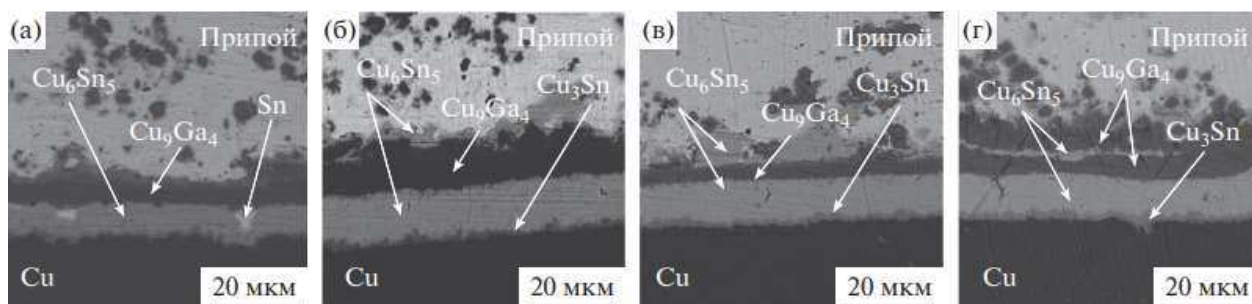 (а)
Припой
Cu₆Sn₅
Sn
Cu₉Ga₄
Cu
20 мкм
(б)
Припой
Cu₆Sn₅
Cu₃Sn
Cu₉Ga₄
Cu
20 мкм
(в)
Припой
Cu₆Sn₅
Cu₃Sn
Cu₉Ga₄
Cu
20 мкм
(г)
Припой
Cu₆Sn₅
Cu₉Ga₄
Cu₃Sn
Cu
20 мкм